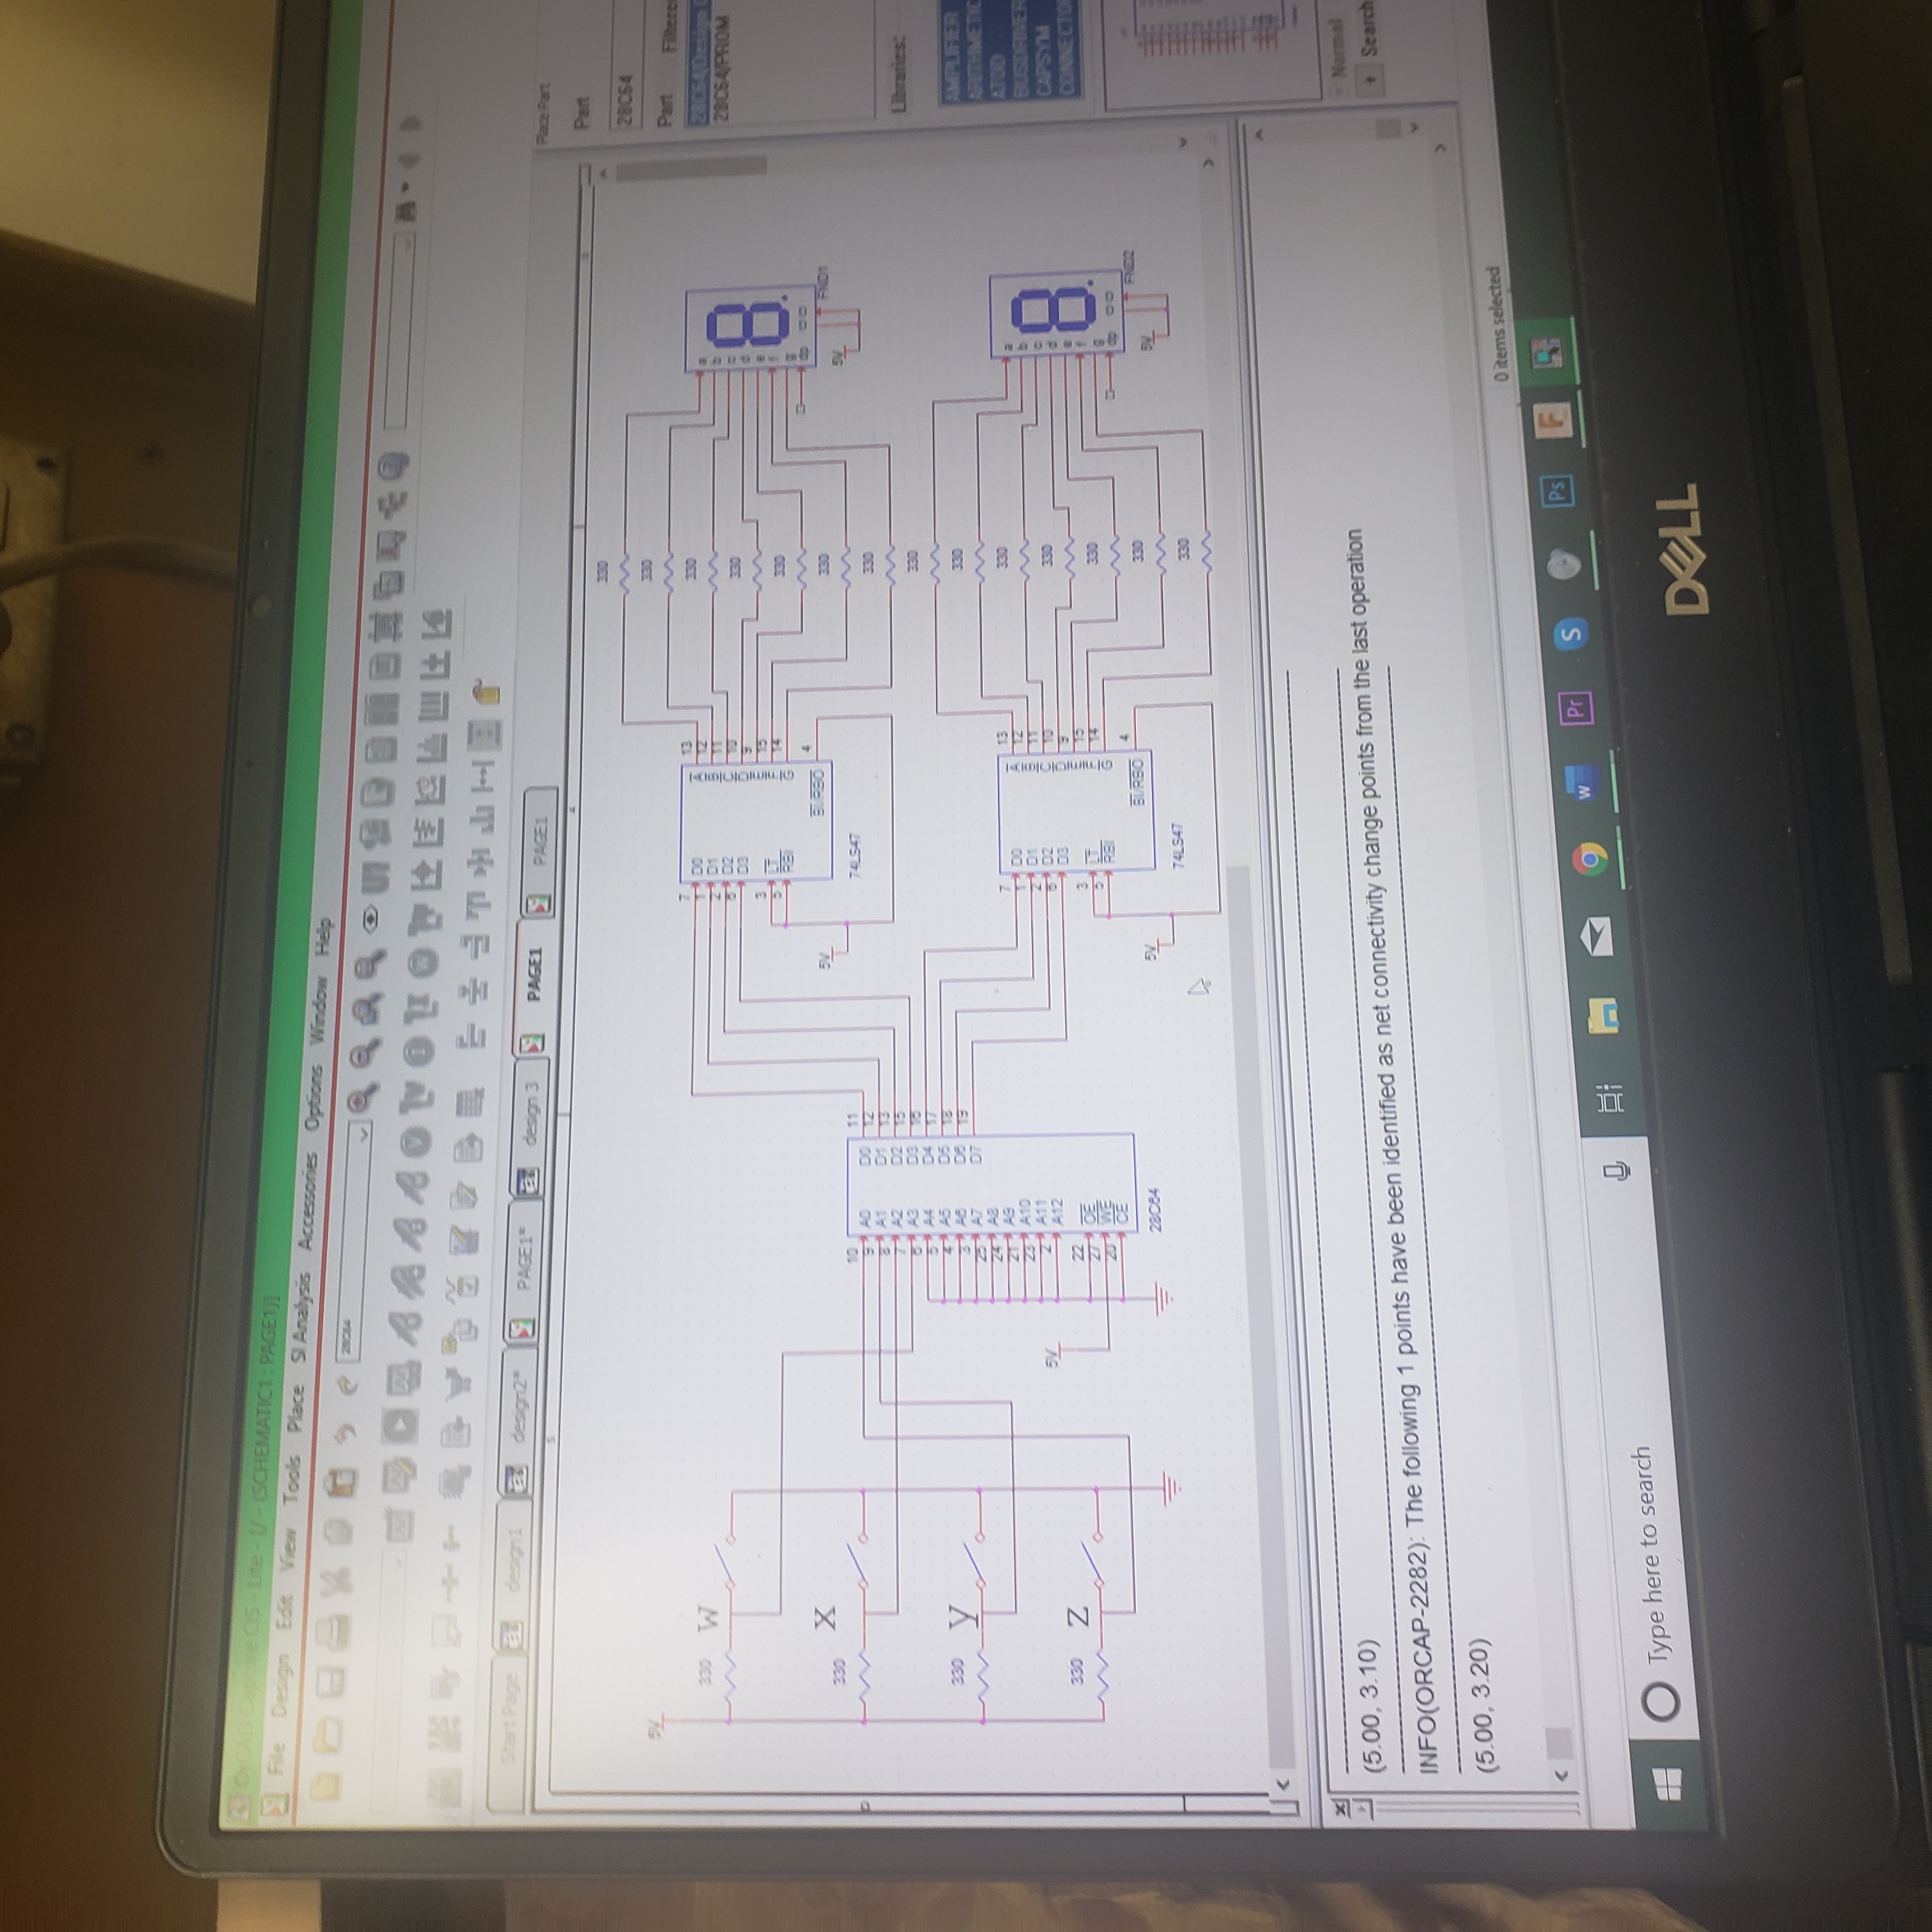 OrCAD Capture CIS - Lite - [/ - (SCHEMATIC1 : PAGE1)]
File Design Edit View Tools Place SI Analysis Accessories Options Window Help
28C64
Start Page design1 design2* PAGE1* design 3 PAGE1 PAGE1
Place Part
Part
28C64
Part Filtere
28C64/Design
28C64/PROM
Libraries:
AMPLIFIER
ARITHMETIC
ATOD
BUSDRIVER
CAPSYM
CONNECTO
Normal
+ Search
5
4
5V
330 W
330 X
330 y
330 Z
10 A0 D0 11
9 A1 D1 12
8 A2 D2 13
7 A3 D3 15
6 A4 D4 16
5 A5 D5 17
4 A6 D6 18
3 A7 D7 19
25 A8
24 A9
21 A10
23 A11
2 A12
5V
22 OE
27 WE
20 CE
28C64
7 D0 A 13
1 D1 B 12
2 D2 C 11
6 D3 D 10
E 9
3 LT F 15
5 RBI G 14
BI/RBO 4
5V
74LS47
330
330
330
330
330
330
330
a
b
c
d
e
f
g
dp
5V
FND1
7 D0 A 13
1 D1 B 12
2 D2 C 11
6 D3 D 10
E 9
3 LT F 15
5 RBI G 14
BI/RBO 4
5V
74LS47
330
330
330
330
330
330
330
a
b
c
d
e
f
g
dp
5V
FND2
(5.00, 3.10)
INFO(ORCAP-2282): The following 1 points have been identified as net connectivity change points from the last operation
(5.00, 3.20)
0 items selected
Type here to search
W Pr S Ps F
DELL